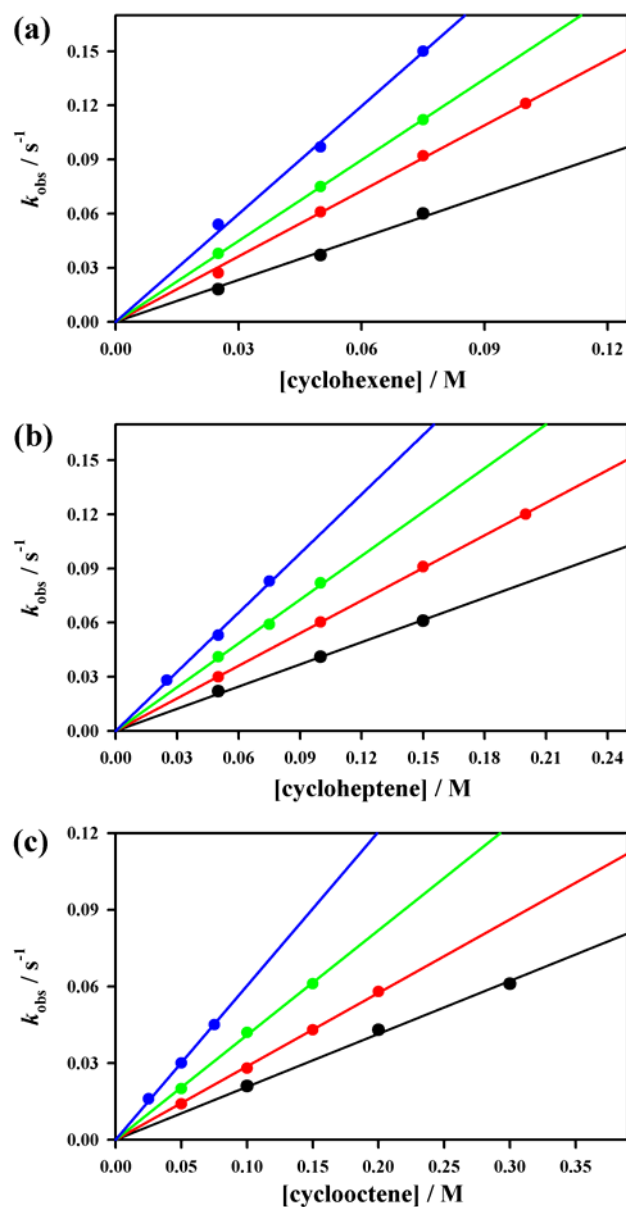 (a)
k_obs / s⁻¹
0.15
0.12
0.09
0.06
0.03
0.00
0.00 0.03 0.06 0.09 0.12
[cyclohexene] / M
(b)
k_obs / s⁻¹
0.15
0.12
0.09
0.06
0.03
0.00
0.00 0.03 0.06 0.09 0.12 0.15 0.18 0.21 0.24
[cycloheptene] / M
(c)
k_obs / s⁻¹
0.12
0.09
0.06
0.03
0.00
0.00 0.05 0.10 0.15 0.20 0.25 0.30 0.35
[cyclooctene] / M